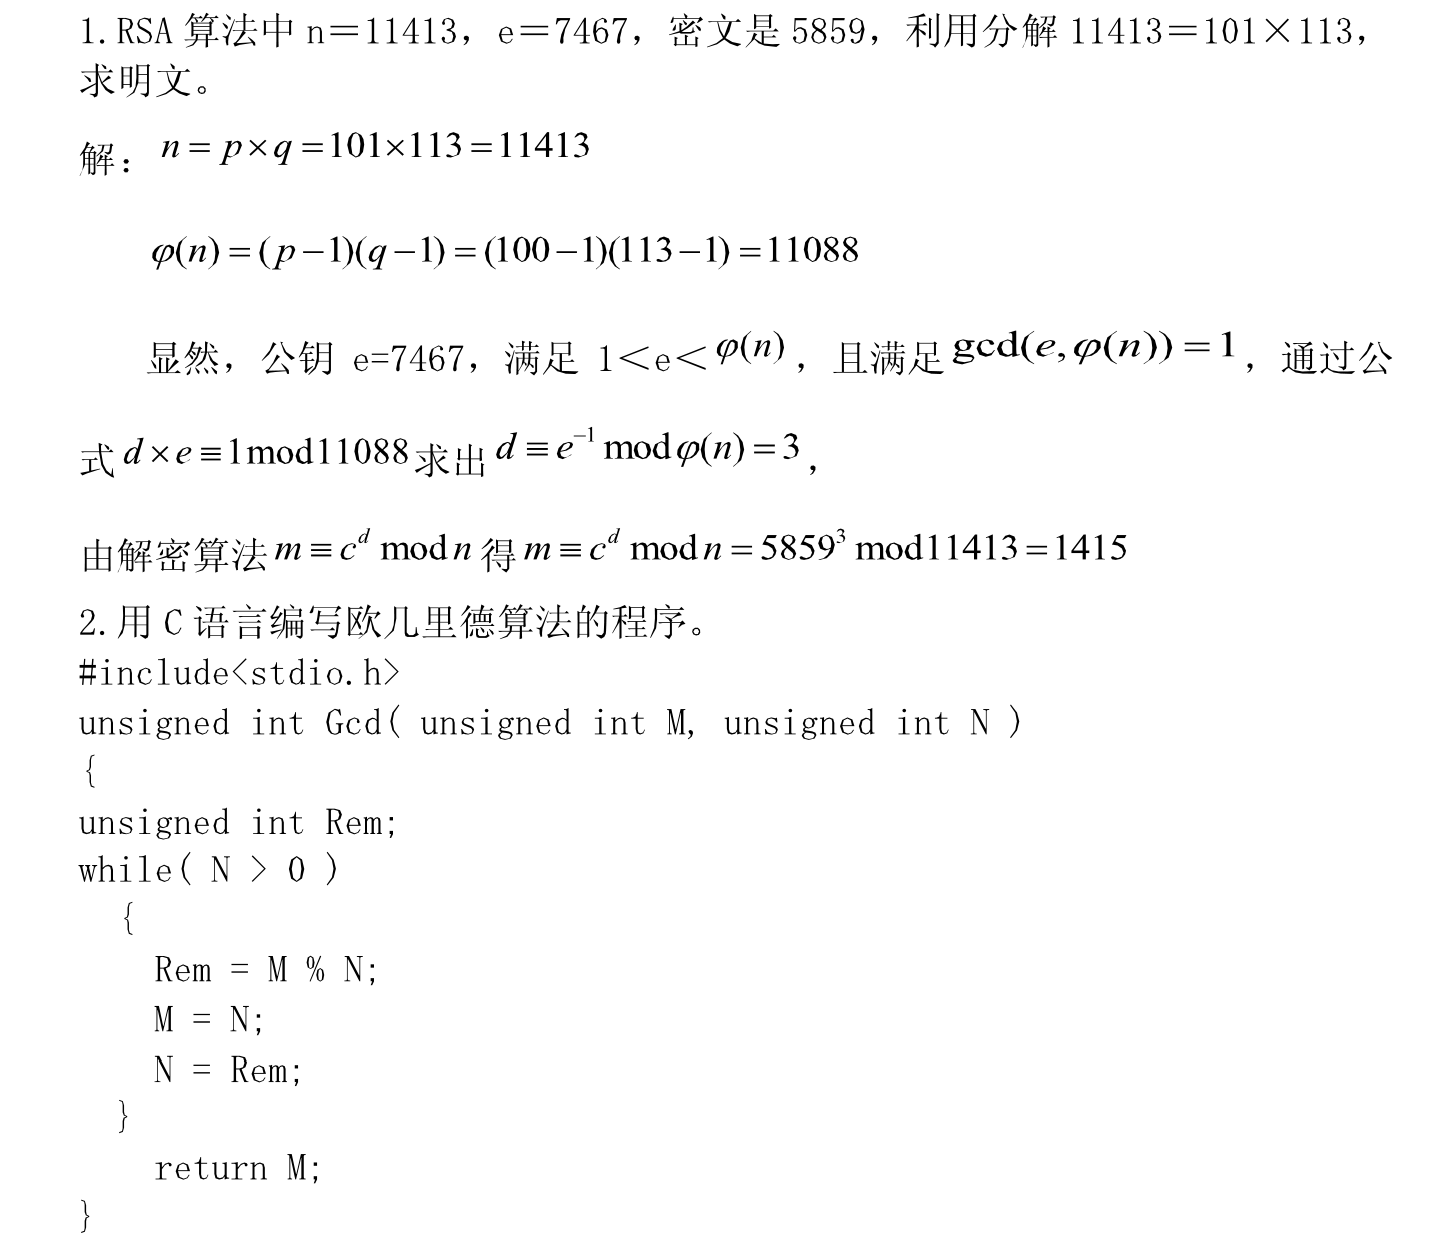 1.RSA 算法中 n＝11413，e＝7467，密文是 5859，利用分解 11413＝101×113，
求明文。
解： n = p × q = 101×113 = 11413
φ(n) = (p −1)(q −1) = (100 −1)(113 −1) = 11088
显然，公钥 e=7467，满足 1＜e＜φ(n)，且满足 gcd(e, φ(n)) = 1，通过公
式 d × e ≡ 1mod11088 求出 d ≡ e⁻¹ mod φ(n) = 3，
由解密算法 m ≡ cᵈ mod n 得 m ≡ cᵈ mod n = 5859³ mod11413 = 1415
2.用 C 语言编写欧几里德算法的程序。
#include<stdio.h>
unsigned int Gcd( unsigned int M, unsigned int N )
{
unsigned int Rem;
while( N > 0 )
{
Rem = M % N;
M = N;
N = Rem;
}
return M;
}